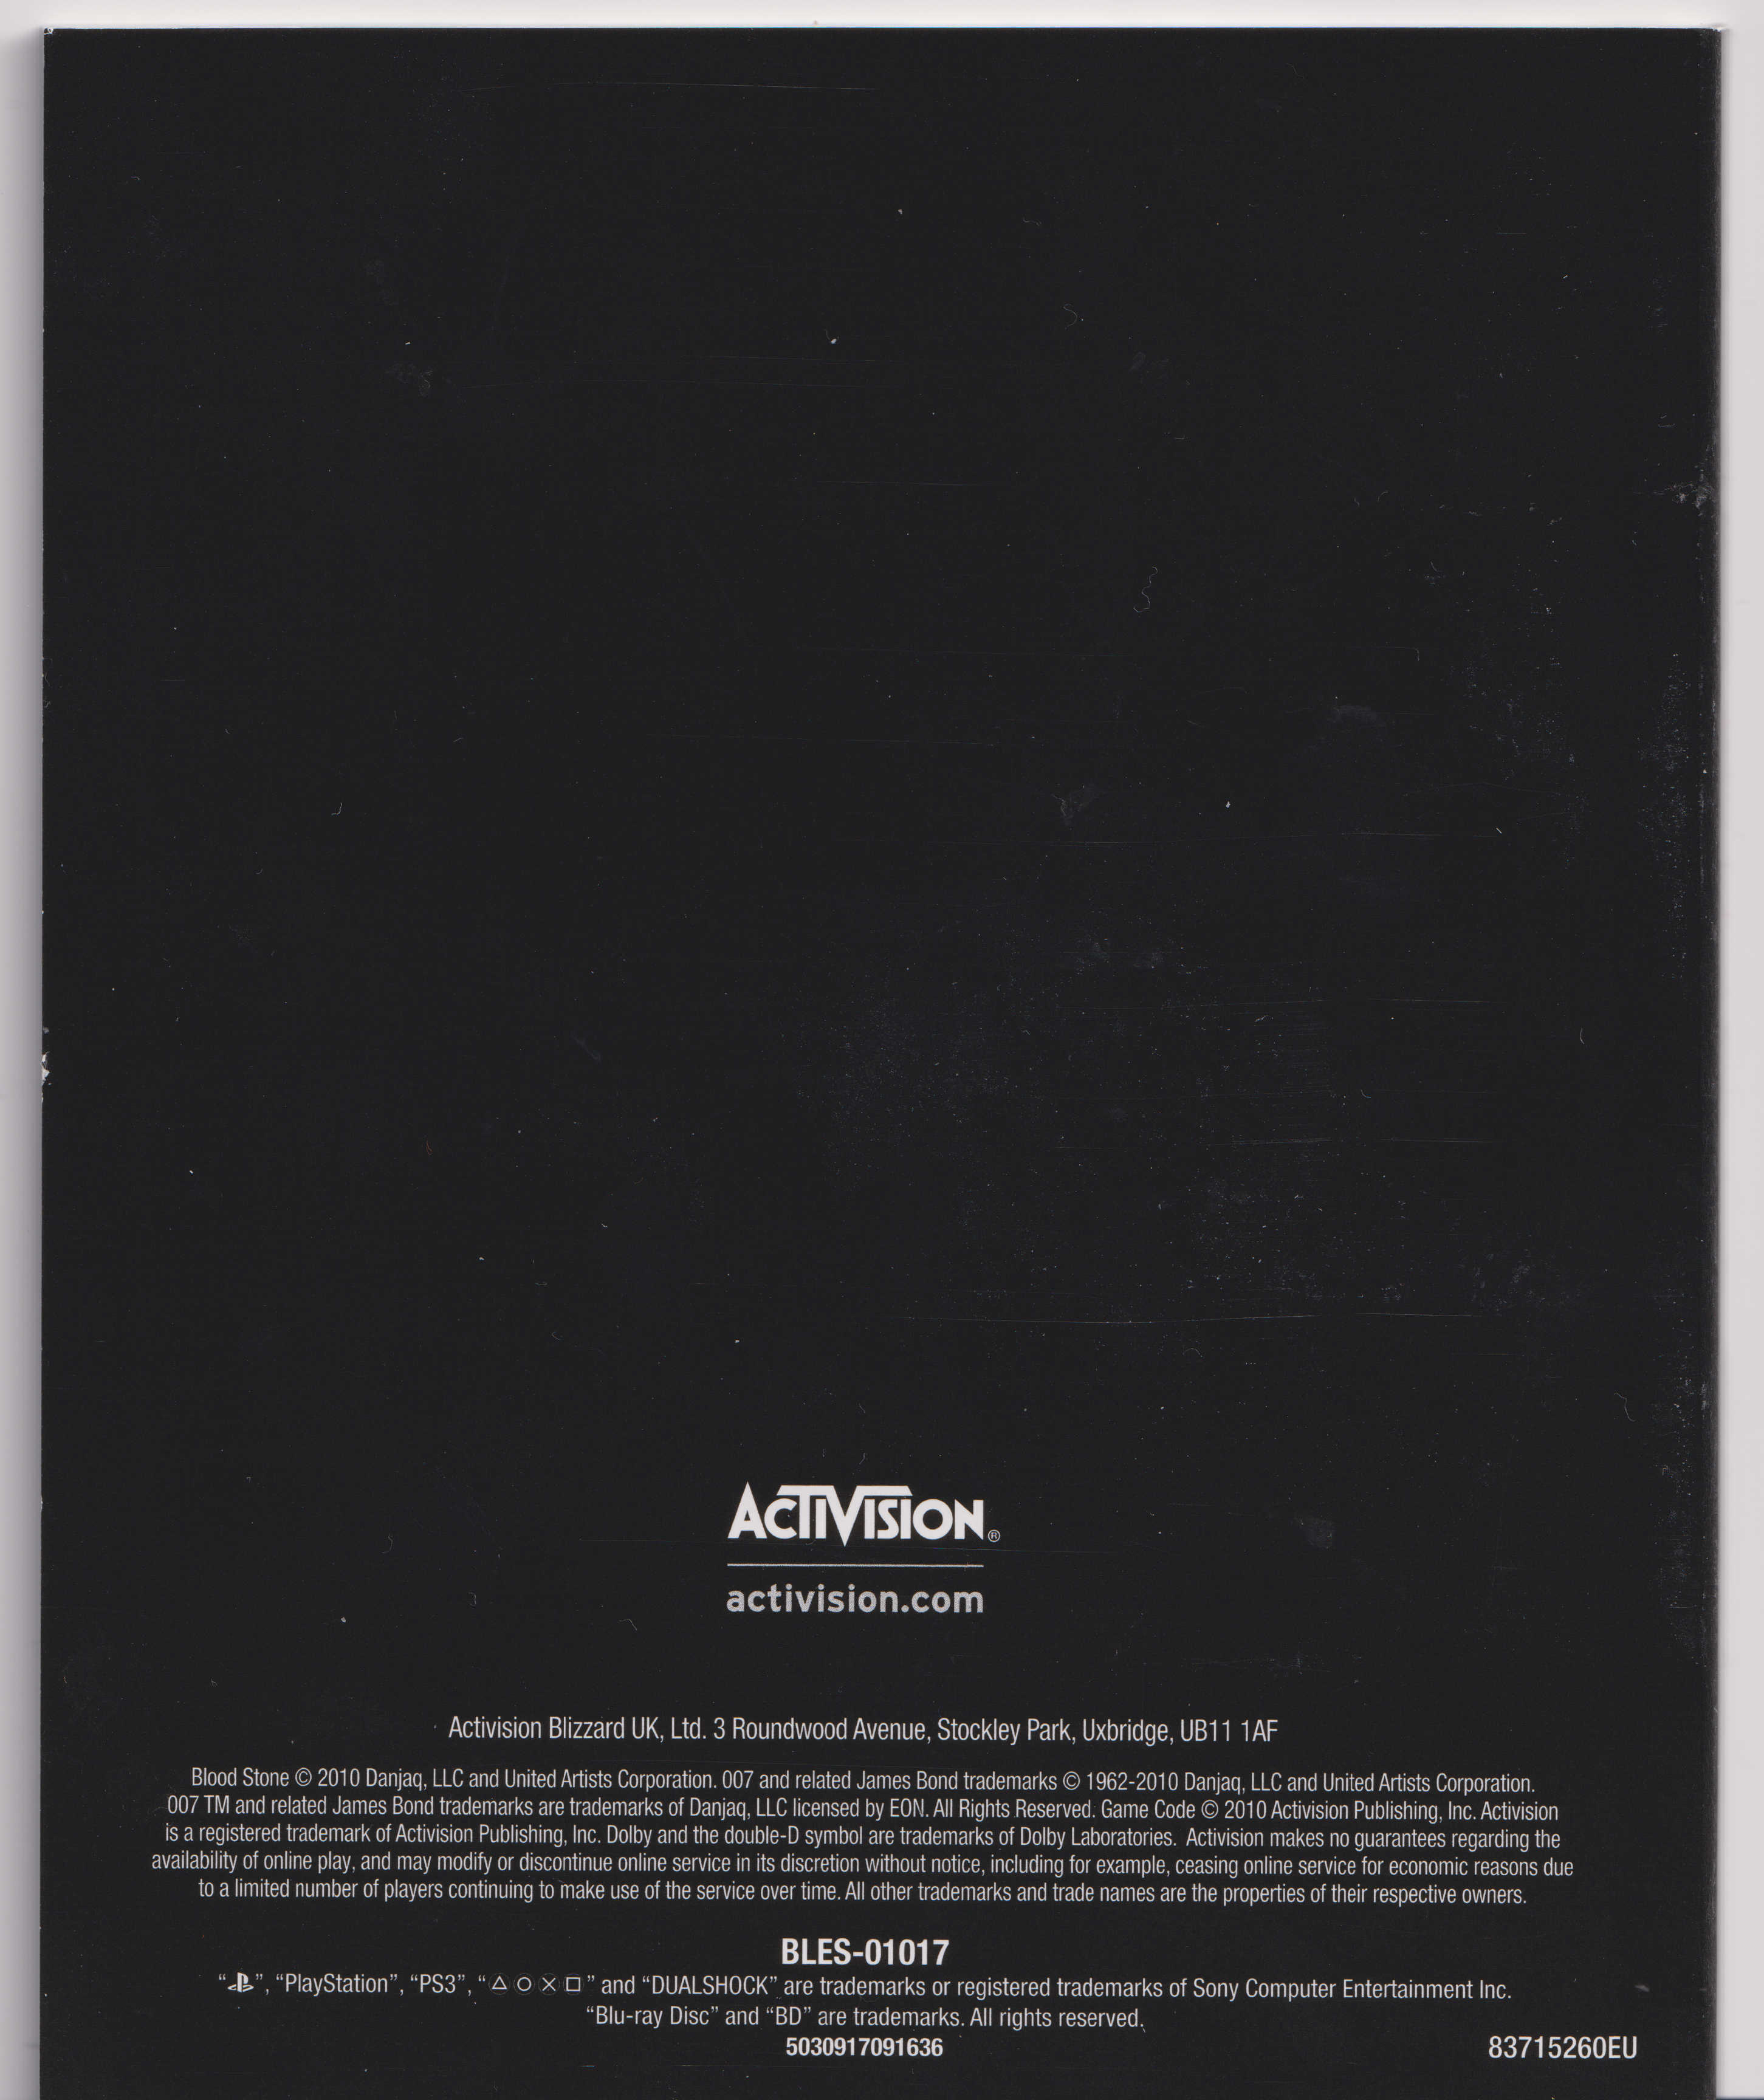 ACTIVISION®
activision.com
Activision Blizzard UK, Ltd. 3 Roundwood Avenue, Stockley Park, Uxbridge, UB11 1AF
Blood Stone © 2010 Danjaq, LLC and United Artists Corporation. 007 and related James Bond trademarks © 1962-2010 Danjaq, LLC and United Artists Corporation.
007 TM and related James Bond trademarks are trademarks of Danjaq, LLC licensed by EON. All Rights Reserved. Game Code © 2010 Activision Publishing, Inc. Activision
is a registered trademark of Activision Publishing, Inc. Dolby and the double-D symbol are trademarks of Dolby Laboratories. Activision makes no guarantees regarding the
availability of online play, and may modify or discontinue online service in its discretion without notice, including for example, ceasing online service for economic reasons due
to a limited number of players continuing to make use of the service over time. All other trademarks and trade names are the properties of their respective owners.
BLES-01017
“PS”, “PlayStation”, “PS3”, “△○✕□” and “DUALSHOCK” are trademarks or registered trademarks of Sony Computer Entertainment Inc.
“Blu-ray Disc” and “BD” are trademarks. All rights reserved.
5030917091636
83715260EU